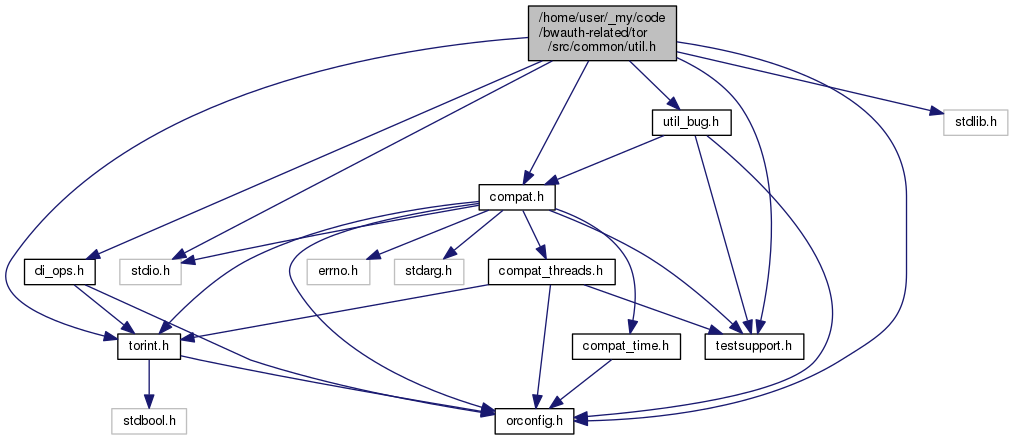 /home/user/_my/code
/bwauth-related/tor
/src/common/util.h
util_bug.h
stdlib.h
compat.h
di_ops.h
stdio.h
errno.h
stdarg.h
compat_threads.h
torint.h
compat_time.h
testsupport.h
stdbool.h
orconfig.h